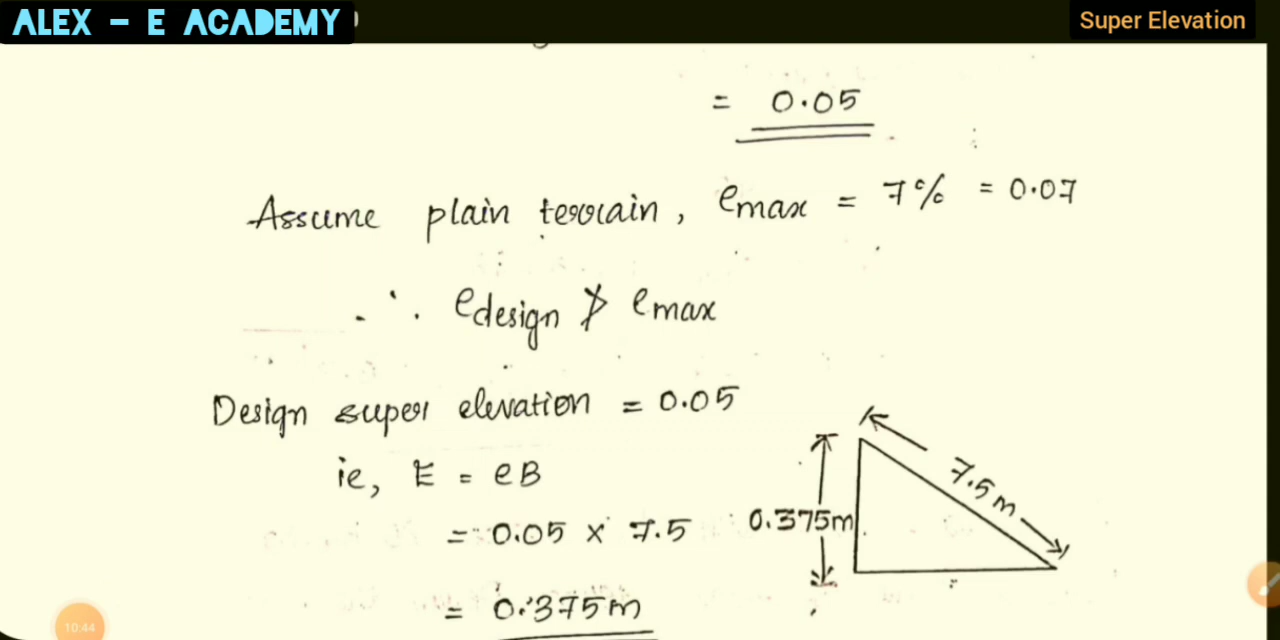 ALEX - E ACADEMY
Super Elevation
= 0.05
Assume plain terrain, emax = 7% = 0.07
∴ edesign ≯ emax
Design super elevation = 0.05
ie, E = eB
= 0.05 × 7.5
= 0.375m
0.375m
7.5 m
10:44